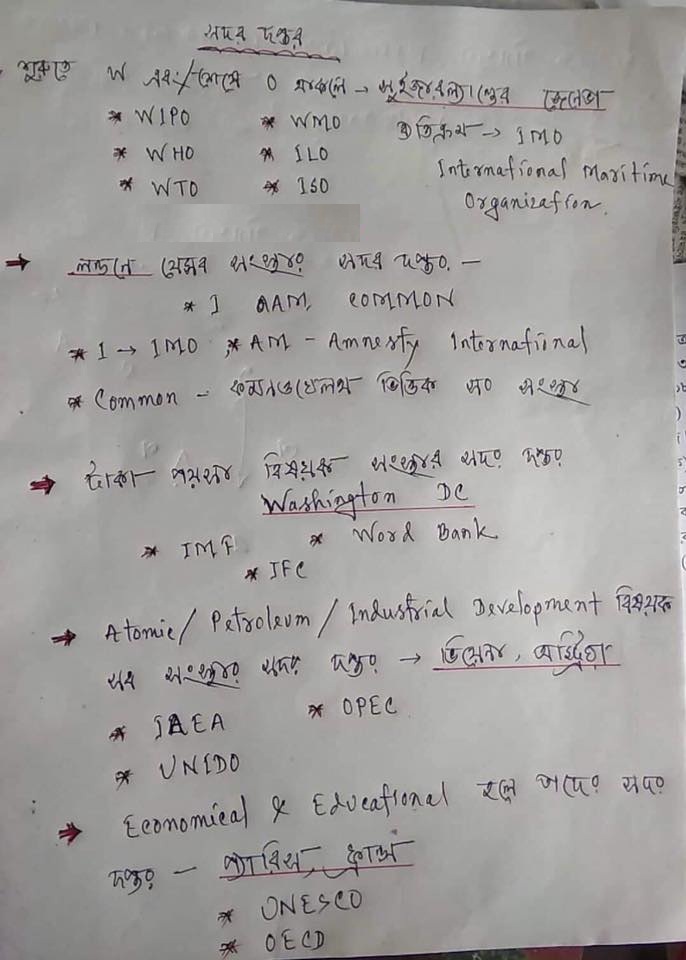 সদর দপ্তর
শুরুতে W এবং/শেষে O থাকলে → সুইজারল্যান্ডের জেনেভা
* WIPO * WMO ব্যতিক্রম → IMO
* WHO * ILO International Maritime
* WTO * ISO Organization.
→ লন্ডনে যেসব সংস্থার সদর দপ্তর —
* I AAM, COMMON
* I → IMO, * AM - Amnesty International
* Common - কমনওয়েলথ ভিত্তিক সব সংস্থার
→ টাকা পয়সা বিষয়ক সংস্থার সদর দপ্তর
Washington DC
* IMF * Word Bank
* IFC
→ Atomic/ Petroleum / Industrial Development বিষয়ক
সব সংস্থার সদর দপ্তর → ভিয়েনা, অস্ট্রিয়া
* IAEA * OPEC
* UNIDO
→ Economical & Educational হলে তাদের সদর
দপ্তর — প্যারিস, ফ্রান্স
* UNESCO
* OECD